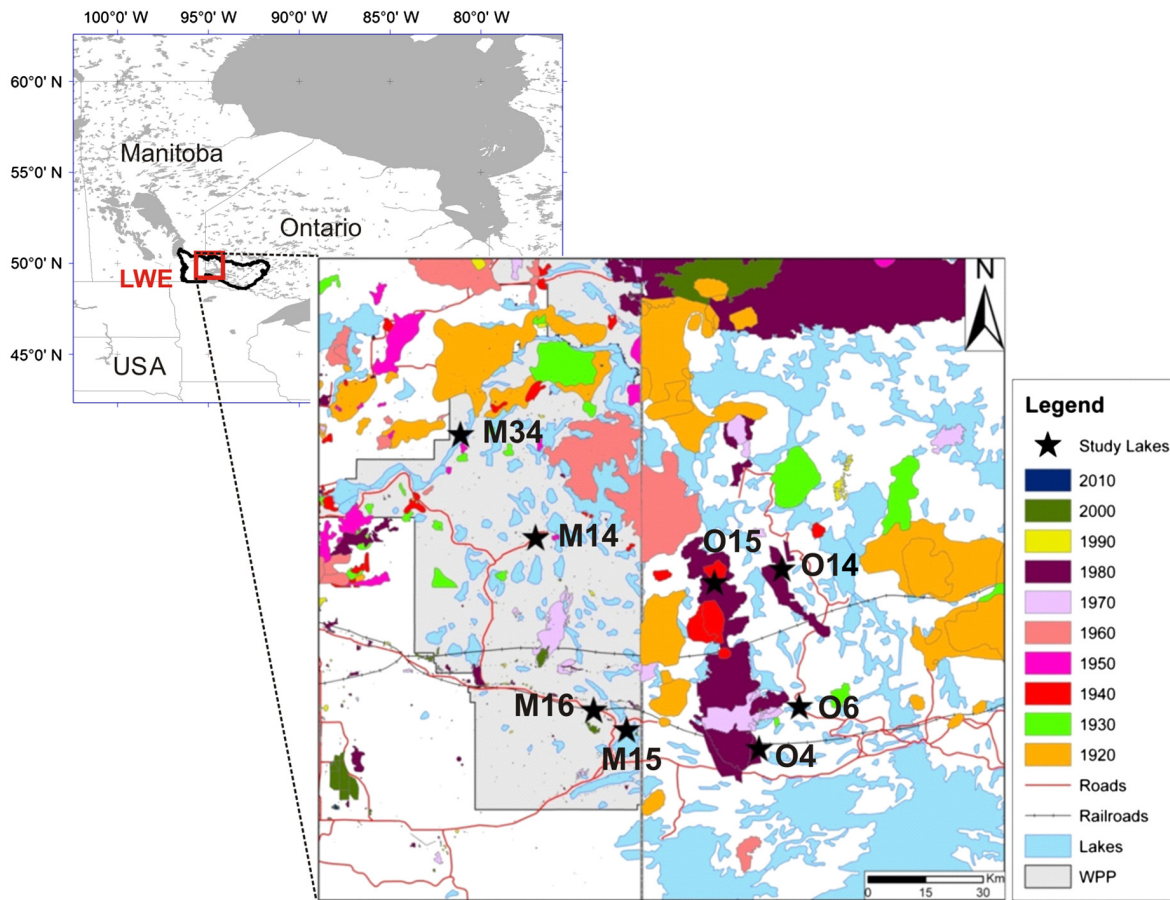 100°0' W 95°0' W 90°0' W 85°0' W 80°0' W
60°0' N
Manitoba
55°0' N
Ontario
50°0' N
LWE
45°0' N
USA
N
M34
M14
O15
O14
M16
O6
M15
O4
Km
0 15 30
Legend
Study Lakes
2010
2000
1990
1980
1970
1960
1950
1940
1930
1920
Roads
Railroads
Lakes
WPP